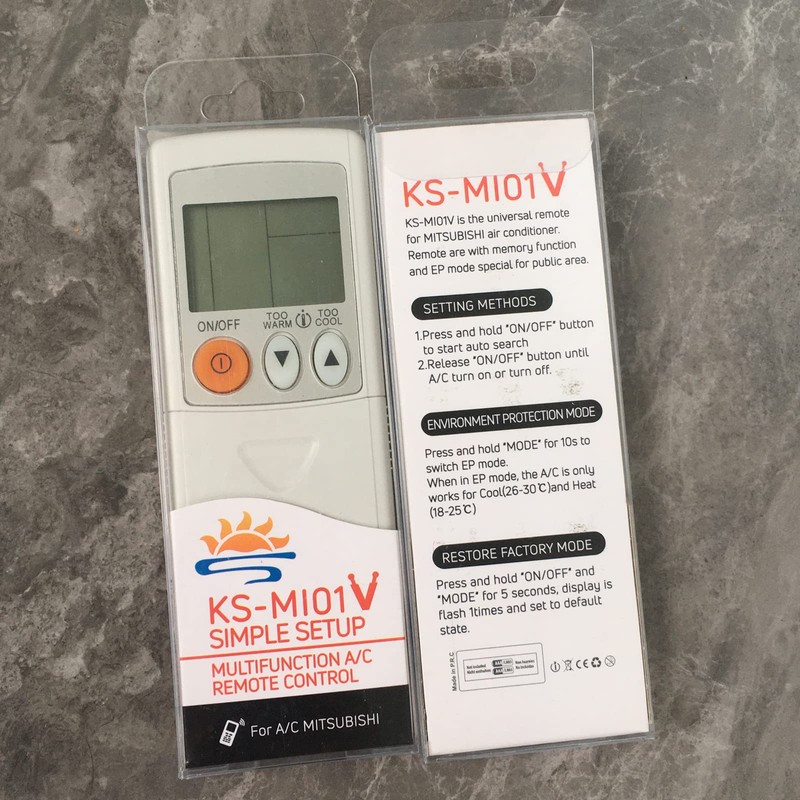 ON/OFF
TOO WARM
TOO COOL
KS-MI01V
SIMPLE SETUP
MULTIFUNCTION A/C
REMOTE CONTROL
For A/C MITSUBISHI
KS-MI01V
KS-MI01V is the universal remote
for MITSUBISHI air conditioner.
Remote are with memory function
and EP mode special for public area.
SETTING METHODS
1.Press and hold "ON/OFF" button
to start auto search
2.Release "ON/OFF" button until
A/C turn on or turn off.
ENVIRONMENT PROTECTION MODE
Press and hold "MODE" for 10s to
switch EP mode.
When in EP mode, the A/C is only
works for Cool(26-30℃)and Heat
(18-25℃)
RESTORE FACTORY MODE
Press and hold "ON/OFF" and
"MODE" for 5 seconds, display is
flash 1times and set to default
state.
Made in P.R.C
CE